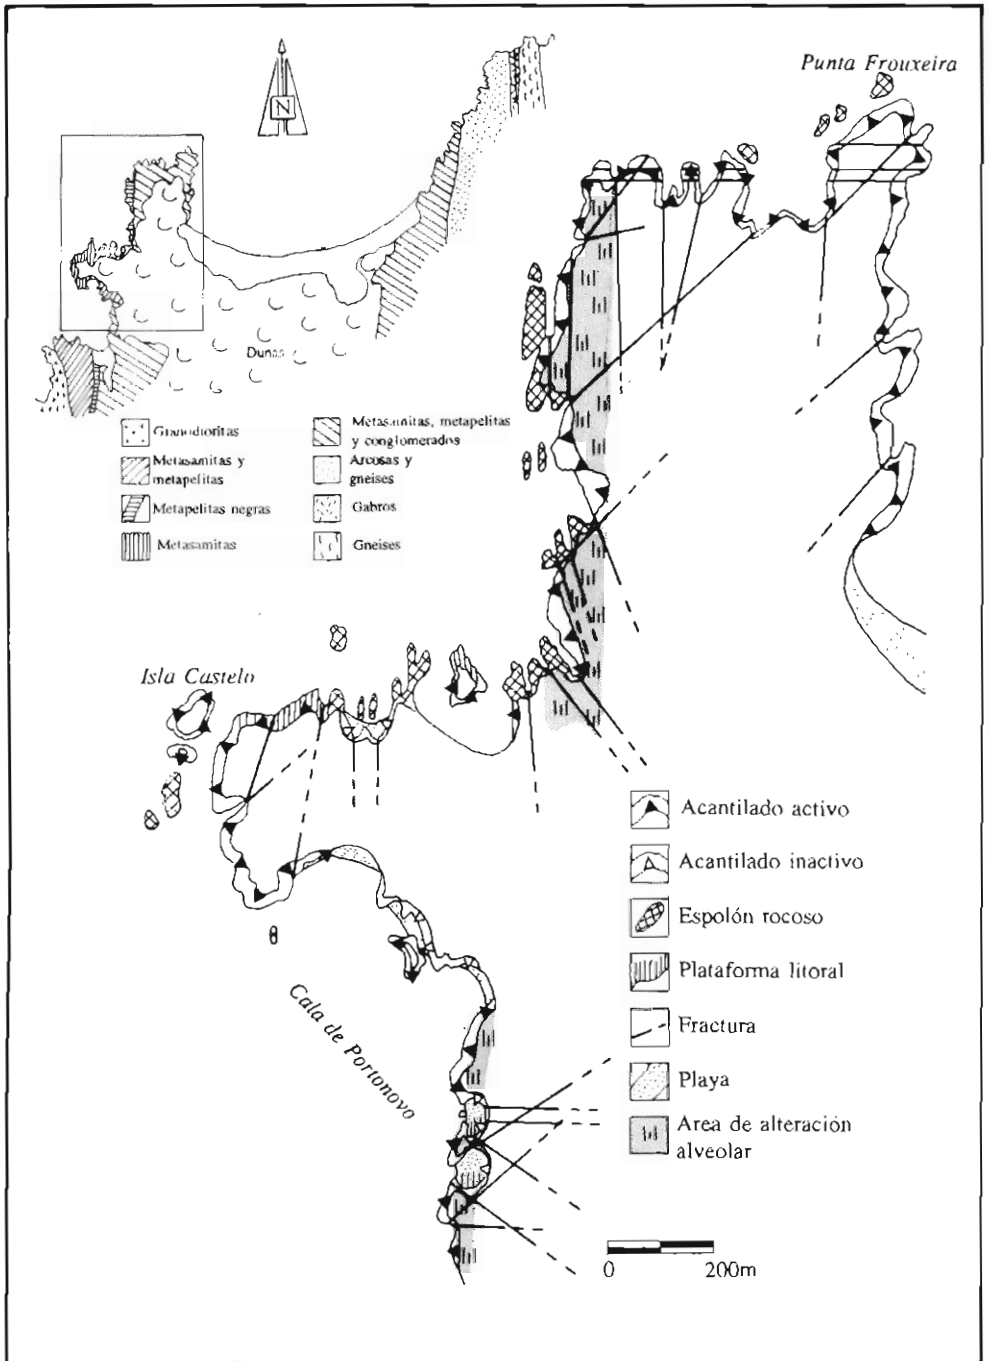 Punta Frouxeira
N
Dunas
Granodioritas
Metasamitas y
metapelitas
Metapelitas negras
Metasamitas
Metasamitas, metapelitas
y conglomerados
Arcosas y
gneises
Gabros
Gneises
Isla Castelo
Cala de Portonovo
Acantilado activo
Acantilado inactivo
Espolón rocoso
Plataforma litoral
Fractura
Playa
Area de alteración
alveolar
0 200m